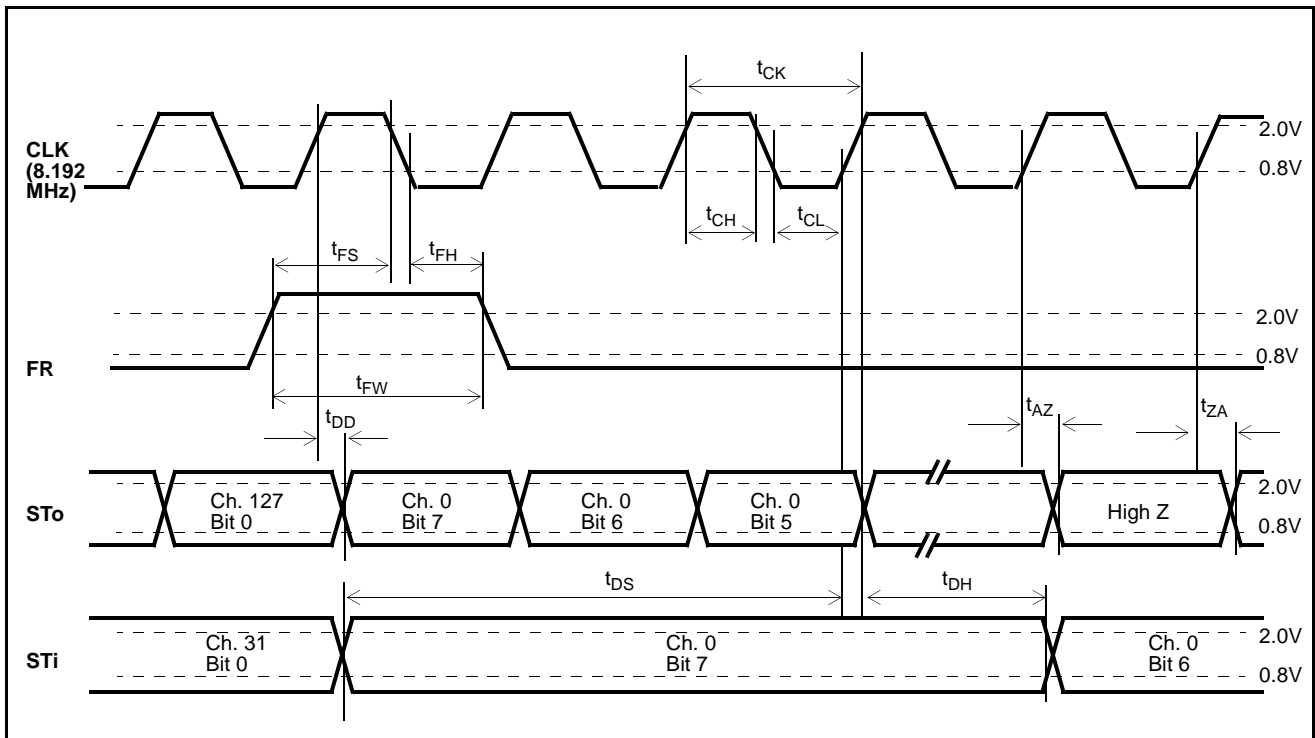 tCK
CLK
(8.192
MHz)
2.0V
0.8V
tCH
tCL
tFS
tFH
FR
2.0V
0.8V
tFW
tDD
tAZ
tZA
STo
Ch. 127
Bit 0
Ch. 0
Bit 7
Ch. 0
Bit 6
Ch. 0
Bit 5
High Z
2.0V
0.8V
tDS
tDH
STi
Ch. 31
Bit 0
Ch. 0
Bit 7
Ch. 0
Bit 6
2.0V
0.8V